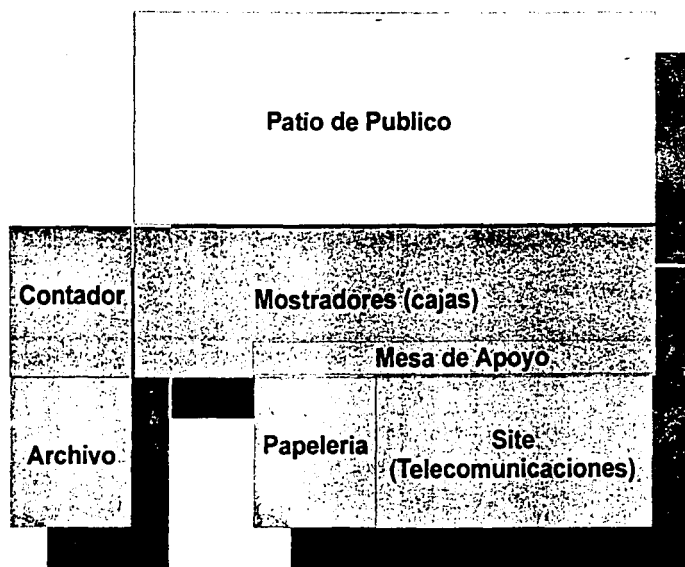 Patio de Publico
Contador
Mostradores (cajas)
Mesa de Apoyo
Archivo
Papeleria
Site
(Telecomunicaciones)